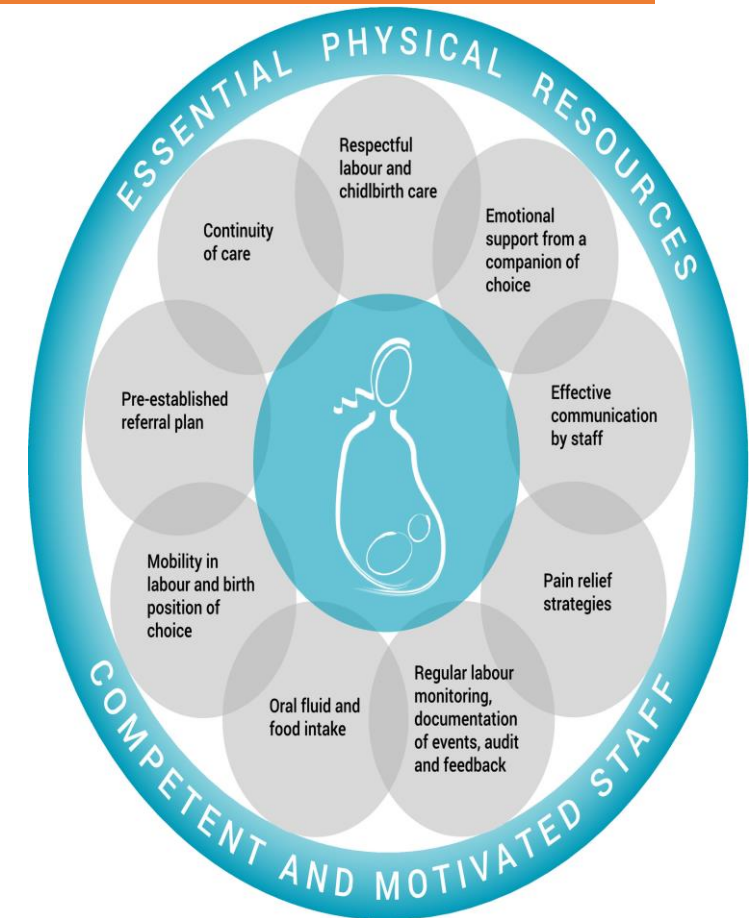 ESSENTIAL PHYSICAL RESOURCES
Respectful
labour and
chidlbirth care
Emotional
support from a
companion of
choice
Effective
communication
by staff
Pain relief
strategies
Regular labour
monitoring,
documentation
of events, audit
and feedback
Oral fluid and
food intake
Mobility in
labour and birth
position of
choice
Pre-established
referral plan
Continuity
of care
COMPETENT AND MOTIVATED STAFF